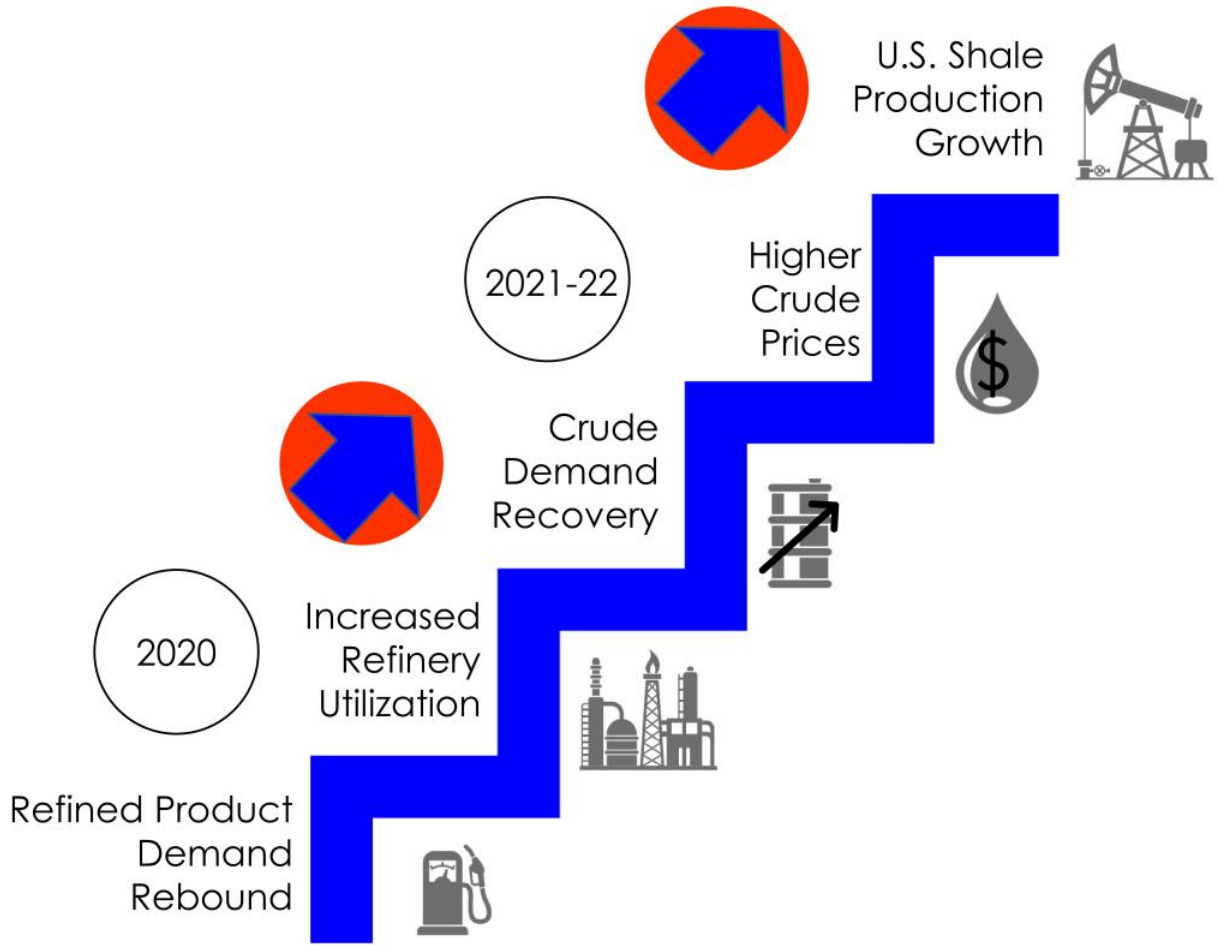 U.S. Shale
Production
Growth
2021-22
Higher
Crude
Prices
$
Crude
Demand
Recovery
2020
Increased
Refinery
Utilization
Refined Product
Demand
Rebound